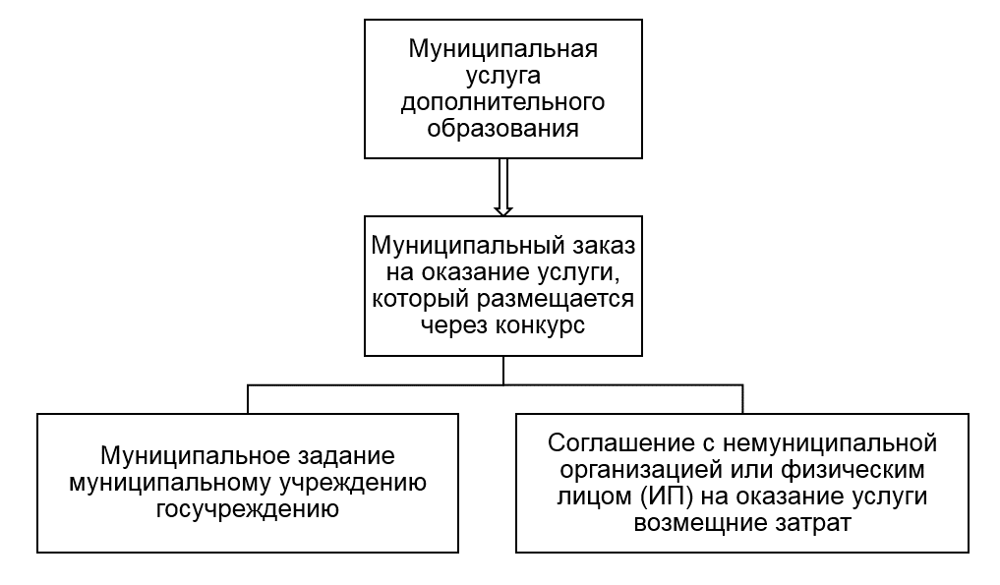 Муниципальная
услуга
дополнительного
образования
Муниципальный заказ
на оказание услуги,
который размещается
через конкурс
Муниципальное задание
муниципальному учреждению
госучреждению
Соглашение с немуниципальной
организацией или физическим
лицом (ИП) на оказание услуги
возмещние затрат